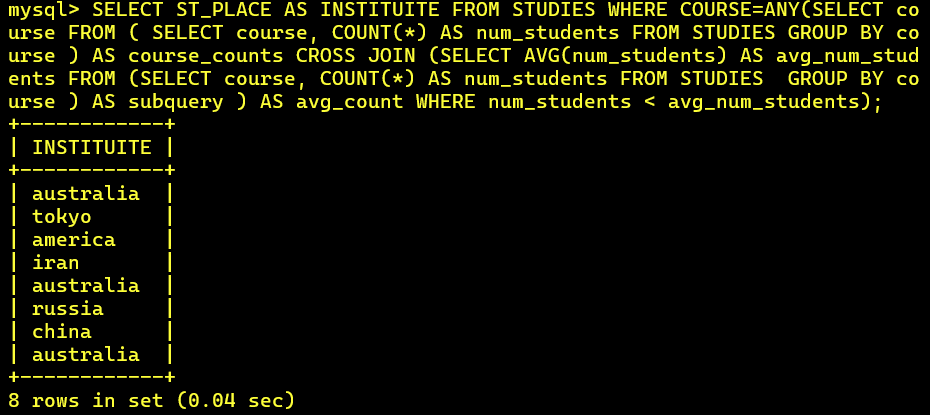 mysql> SELECT ST_PLACE AS INSTITUITE FROM STUDIES WHERE COURSE=ANY(SELECT co
urse FROM ( SELECT course, COUNT(*) AS num_students FROM STUDIES GROUP BY co
urse ) AS course_counts CROSS JOIN (SELECT AVG(num_students) AS avg_num_stud
ents FROM (SELECT course, COUNT(*) AS num_students FROM STUDIES  GROUP BY co
urse ) AS subquery ) AS avg_count WHERE num_students < avg_num_students);
+------------+
| INSTITUITE |
+------------+
| australia  |
| tokyo      |
| america    |
| iran       |
| australia  |
| russia     |
| china      |
| australia  |
+------------+
8 rows in set (0.04 sec)